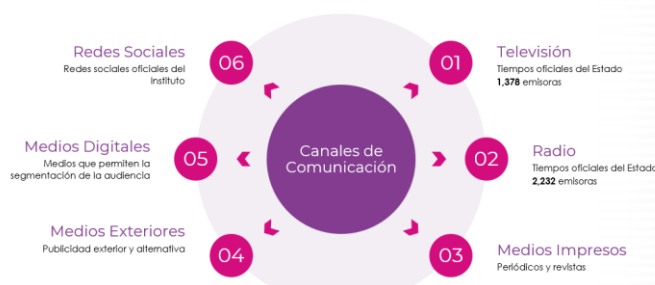 Canales de
Comunicación
01
Televisión
Tiempos oficiales del Estado
1,378 emisoras
02
Radio
Tiempos oficiales del Estado
2,232 emisoras
03
Medios Impresos
Periódicos y revistas
04
Medios Exteriores
Publicidad exterior y alternativa
05
Medios Digitales
Medios que permiten la
segmentación de la audiencia
06
Redes Sociales
Redes sociales oficiales del
Instituto